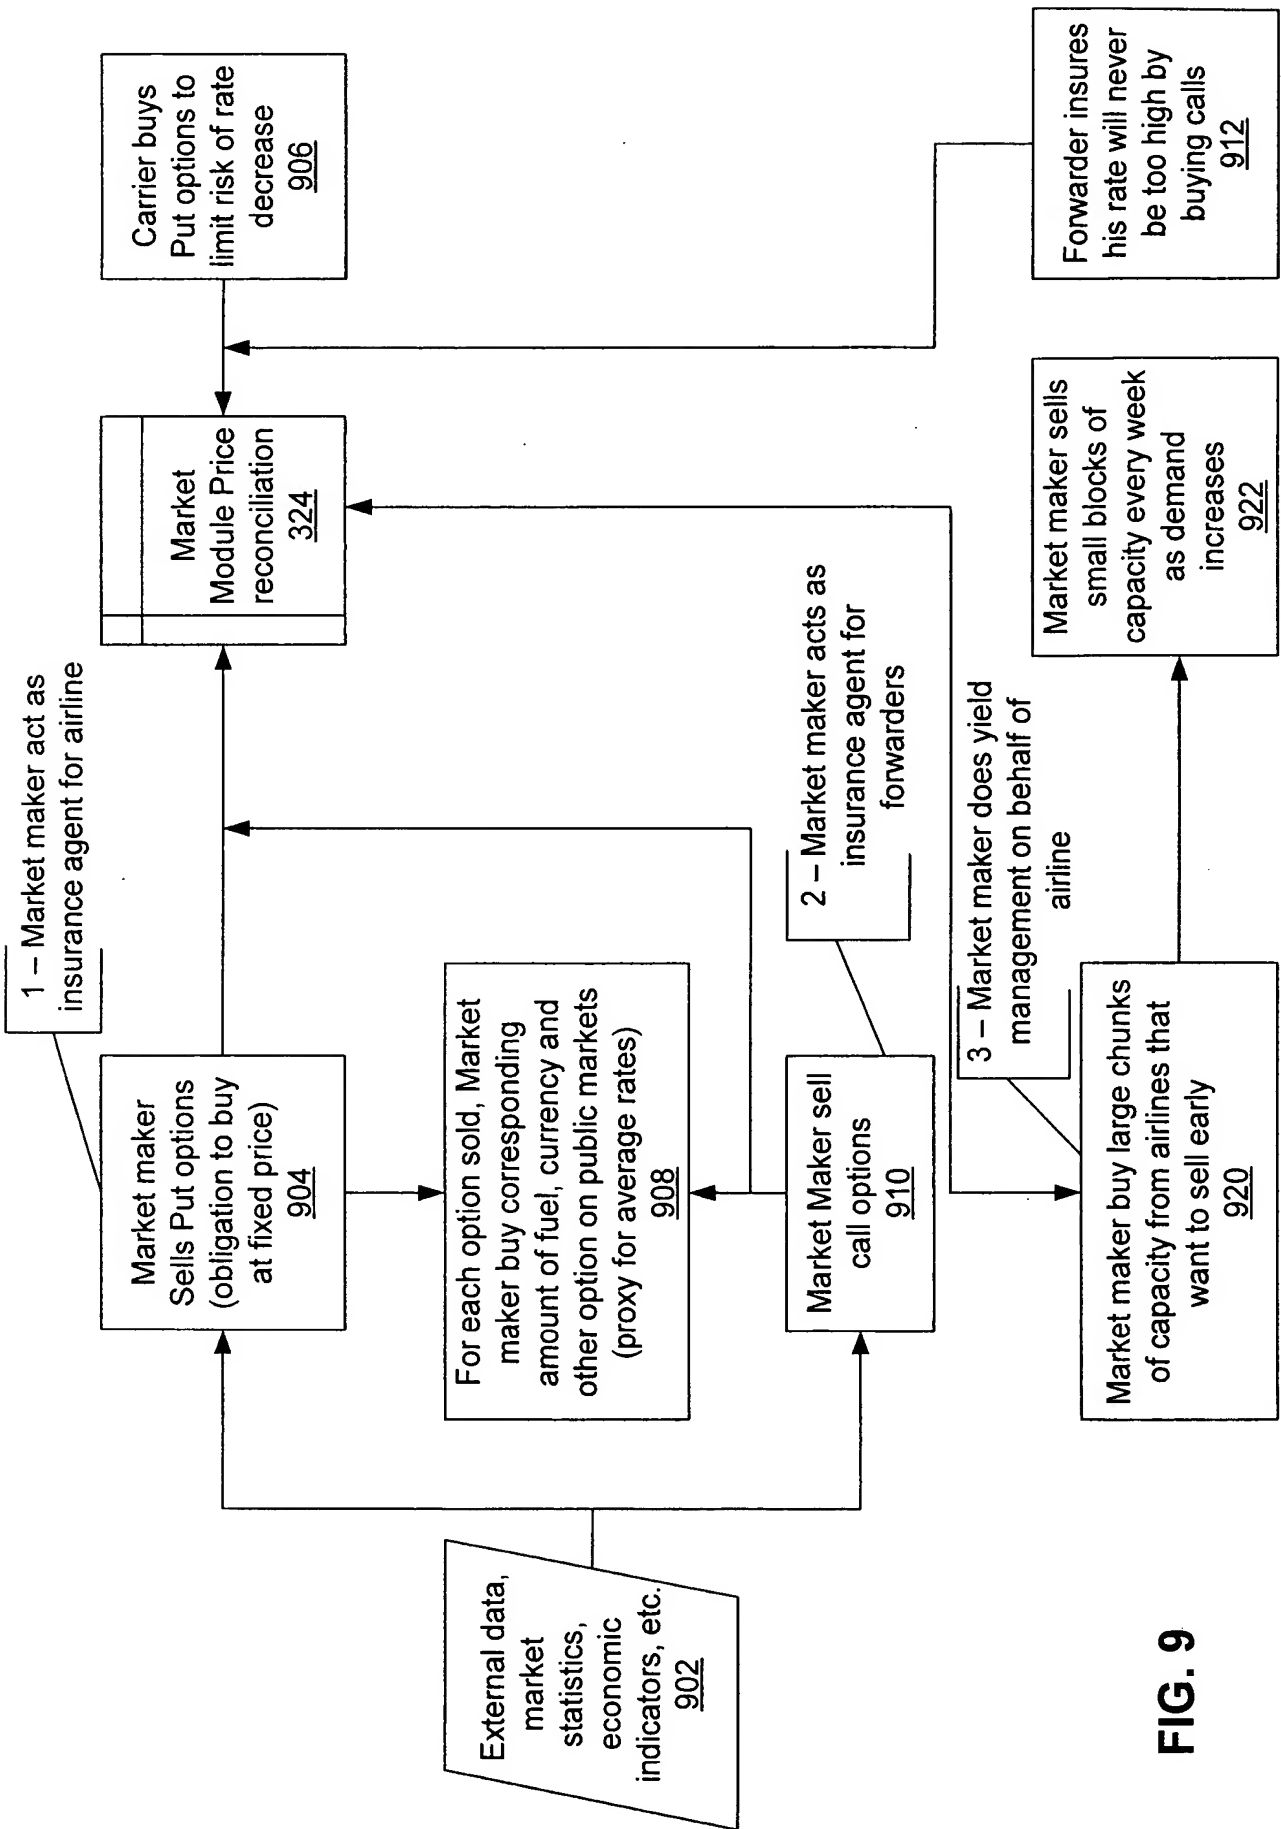 1 – Market maker act as
insurance agent for airline
Market maker
Sells Put options
(obligation to buy
at fixed price)
904
Market
Module Price
reconciliation
324
Carrier buys
Put options to
limit risk of rate
decrease
906
External data,
market
statistics,
economic
indicators, etc.
902
For each option sold, Market
maker buy corresponding
amount of fuel, currency and
other option on public markets
(proxy for average rates)
908
2 – Market maker acts as
insurance agent for
forwarders
Market Maker sell
call options
910
3 – Market maker does yield
management on behalf of
airline
Market maker buy large chunks
of capacity from airlines that
want to sell early
920
Market maker sells
small blocks of
capacity every week
as demand
increases
922
Forwarder insures
his rate will never
be too high by
buying calls
912
FIG. 9